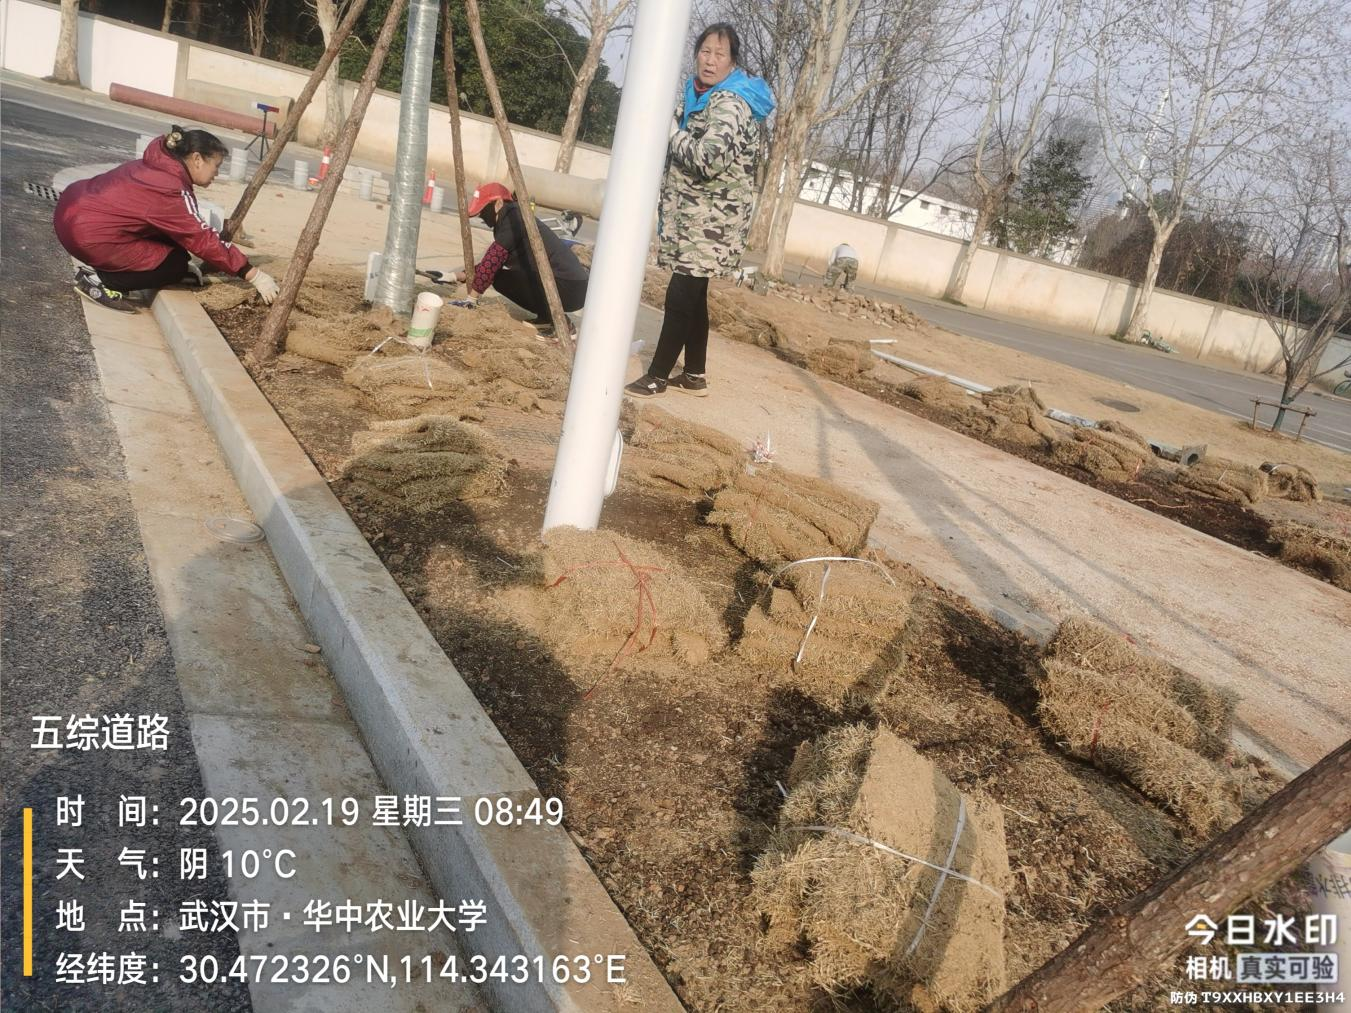 五综道路
时 间：2025.02.19 星期三 08:49
天 气：阴 10°C
地 点：武汉市·华中农业大学
经纬度：30.472326°N,114.343163°E
今日水印
相机 真实可验
防伪 T9XXHBXY1EE3H4